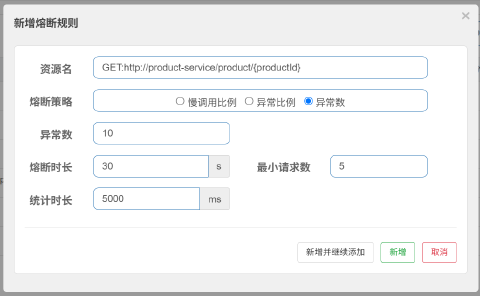 新增熔断规则
×
资源名 GET:http://product-service/product/{productId}
熔断策略 慢调用比例 异常比例 异常数
异常数 10
熔断时长 30 s 最小请求数 5
统计时长 5000 ms
新增并继续添加 新增 取消